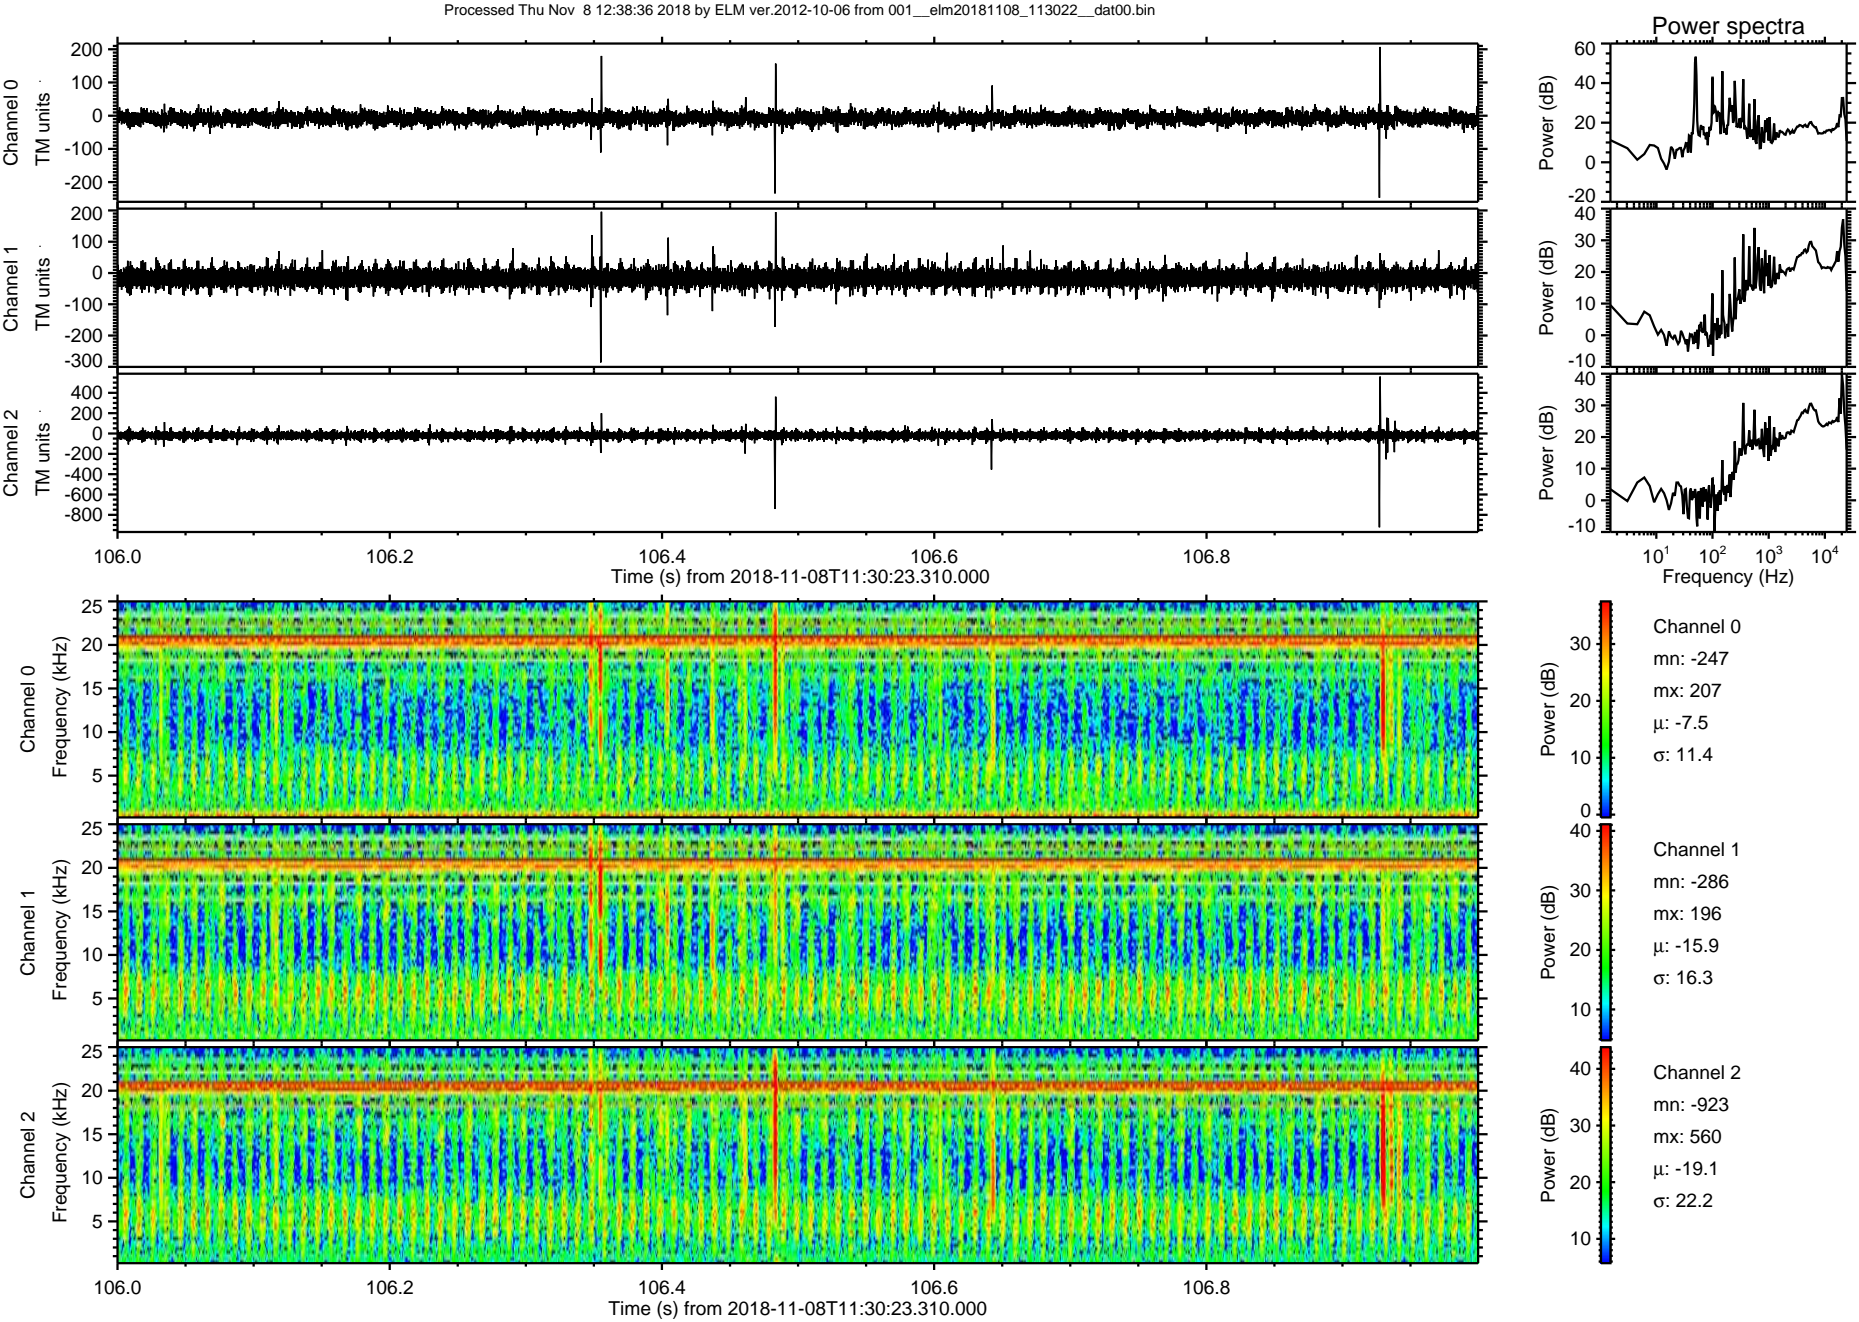 Processed Thu Nov  8 12:38:36 2018 by ELM ver.2012-10-06 from 001__elm20181108_113022__dat00.bin
Power spectra
Channel 0
TM units
200
100
0
-100
-200
Power (dB)
60
40
20
0
-20
Channel 1
TM units
200
100
0
-100
-200
-300
Power (dB)
40
30
20
10
0
-10
Channel 2
TM units
400
200
0
-200
-400
-600
-800
Power (dB)
40
30
20
10
0
-10
106.0 106.2 106.4 106.6 106.8
Time (s) from 2018-11-08T11:30:23.310.000
10¹ 10² 10³ 10⁴
Frequency (Hz)
Channel 0
Frequency (kHz)
25
20
15
10
5
Power (dB)
30
20
10
0
Channel 0
mn: -247
mx: 207
μ: -7.5
σ: 11.4
Channel 1
Frequency (kHz)
25
20
15
10
5
Power (dB)
40
30
20
10
Channel 1
mn: -286
mx: 196
μ: -15.9
σ: 16.3
Channel 2
Frequency (kHz)
25
20
15
10
5
Power (dB)
40
30
20
10
Channel 2
mn: -923
mx: 560
μ: -19.1
σ: 22.2
106.0 106.2 106.4 106.6 106.8
Time (s) from 2018-11-08T11:30:23.310.000